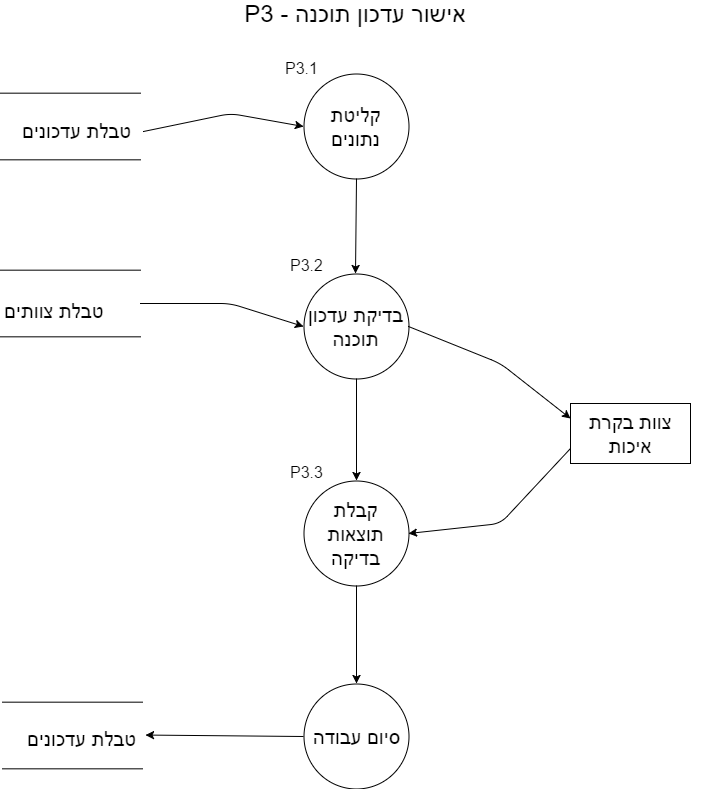 אישור עדכון תוכנה - P3
P3.1
קליטת
נתונים
טבלת עדכונים
P3.2
בדיקת עדכון
תוכנה
טבלת צוותים
צוות בקרת
איכות
P3.3
קבלת
תוצאות
בדיקה
סיום עבודה
טבלת עדכונים